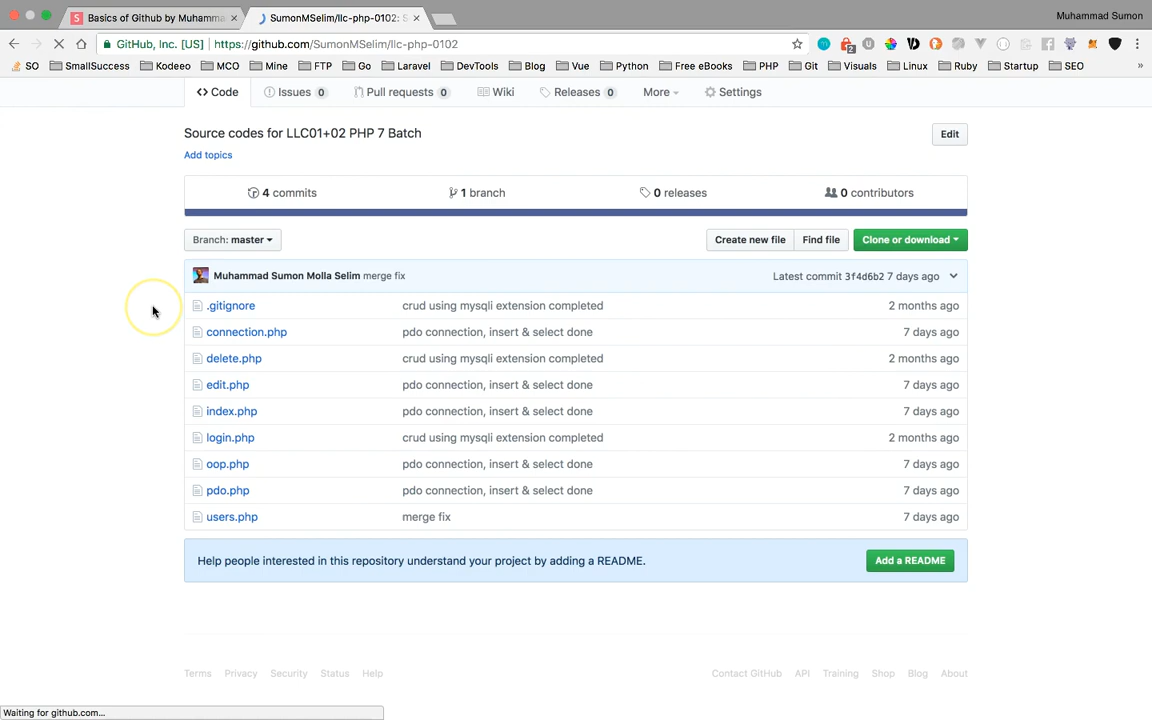 Basics of Github by Muhamma
SumonMSelim/llc-php-0102: S
Muhammad Sumon
GitHub, Inc. [US] https://github.com/SumonMSelim/llc-php-0102
2
SO SmallSuccess Kodeeo MCO Mine FTP Go Laravel DevTools Blog Vue Python Free eBooks PHP Git Visuals Linux Ruby Startup SEO »
Code Issues 0 Pull requests 0 Wiki Releases 0 More Settings
Source codes for LLC01+02 PHP 7 Batch
Edit
Add topics
4 commits 1 branch 0 releases 0 contributors
Branch: master Create new file Find file Clone or download
Muhammad Sumon Molla Selim merge fix Latest commit 3f4d6b2 7 days ago
.gitignore crud using mysqli extension completed 2 months ago
connection.php pdo connection, insert & select done 7 days ago
delete.php crud using mysqli extension completed 2 months ago
edit.php pdo connection, insert & select done 7 days ago
index.php pdo connection, insert & select done 7 days ago
login.php crud using mysqli extension completed 2 months ago
oop.php pdo connection, insert & select done 7 days ago
pdo.php pdo connection, insert & select done 7 days ago
users.php merge fix 7 days ago
Help people interested in this repository understand your project by adding a README. Add a README
Terms Privacy Security Status Help Contact GitHub API Training Shop Blog About
Waiting for github.com...